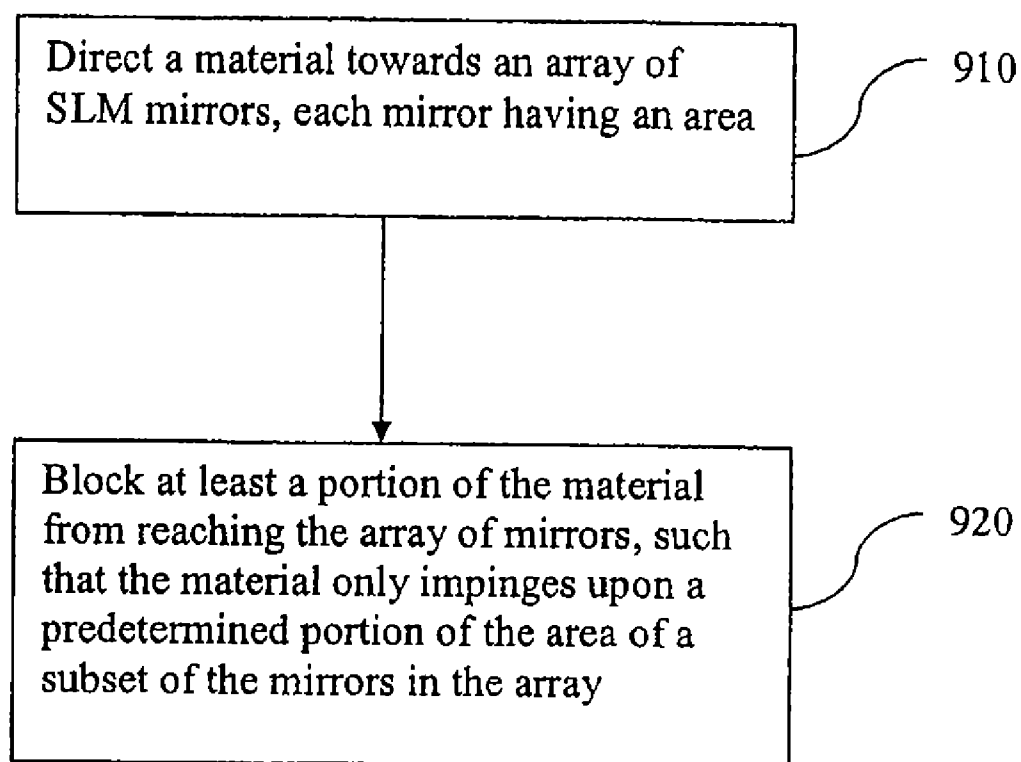 Direct a material towards an array of
SLM mirrors, each mirror having an area
910
Block at least a portion of the material
from reaching the array of mirrors, such
that the material only impinges upon a
predetermined portion of the area of a
subset of the mirrors in the array
920